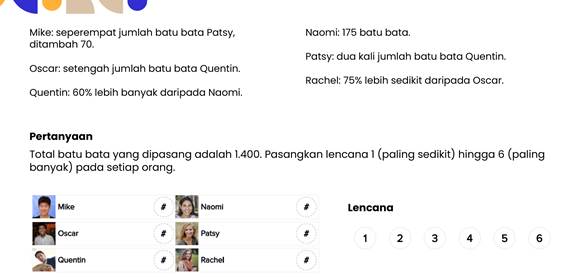 Mike: seperempat jumlah batu bata Patsy,
ditambah 70.
Oscar: setengah jumlah batu bata Quentin.
Quentin: 60% lebih banyak daripada Naomi.
Naomi: 175 batu bata.
Patsy: dua kali jumlah batu bata Quentin.
Rachel: 75% lebih sedikit daripada Oscar.
Pertanyaan
Total batu bata yang dipasang adalah 1.400. Pasangkan lencana 1 (paling sedikit) hingga 6 (paling
banyak) pada setiap orang.
Mike # Naomi #
Oscar # Patsy #
Quentin # Rachel #
Lencana
1 2 3 4 5 6